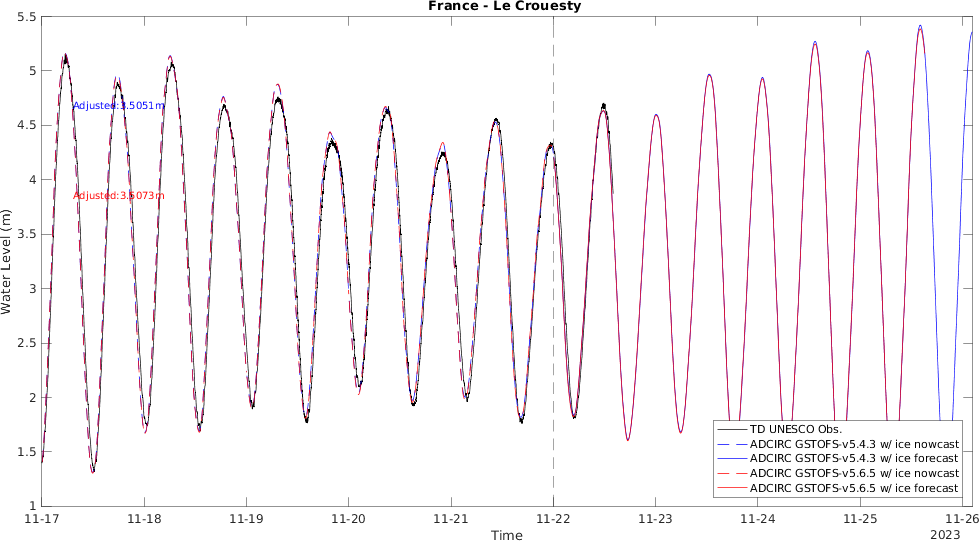 France - Le Crouesty
5.5
5
4.5
4
3.5
3
2.5
2
1.5
1
Water Level (m)
Adjusted:3.5051m
Adjusted:3.5073m
TD UNESCO Obs.
ADCIRC GSTOFS-v5.4.3 w/ ice nowcast
ADCIRC GSTOFS-v5.4.3 w/ ice forecast
ADCIRC GSTOFS-v5.6.5 w/ ice nowcast
ADCIRC GSTOFS-v5.6.5 w/ ice forecast
11-17 11-18 11-19 11-20 11-21 11-22 11-23 11-24 11-25 11-26
Time
2023